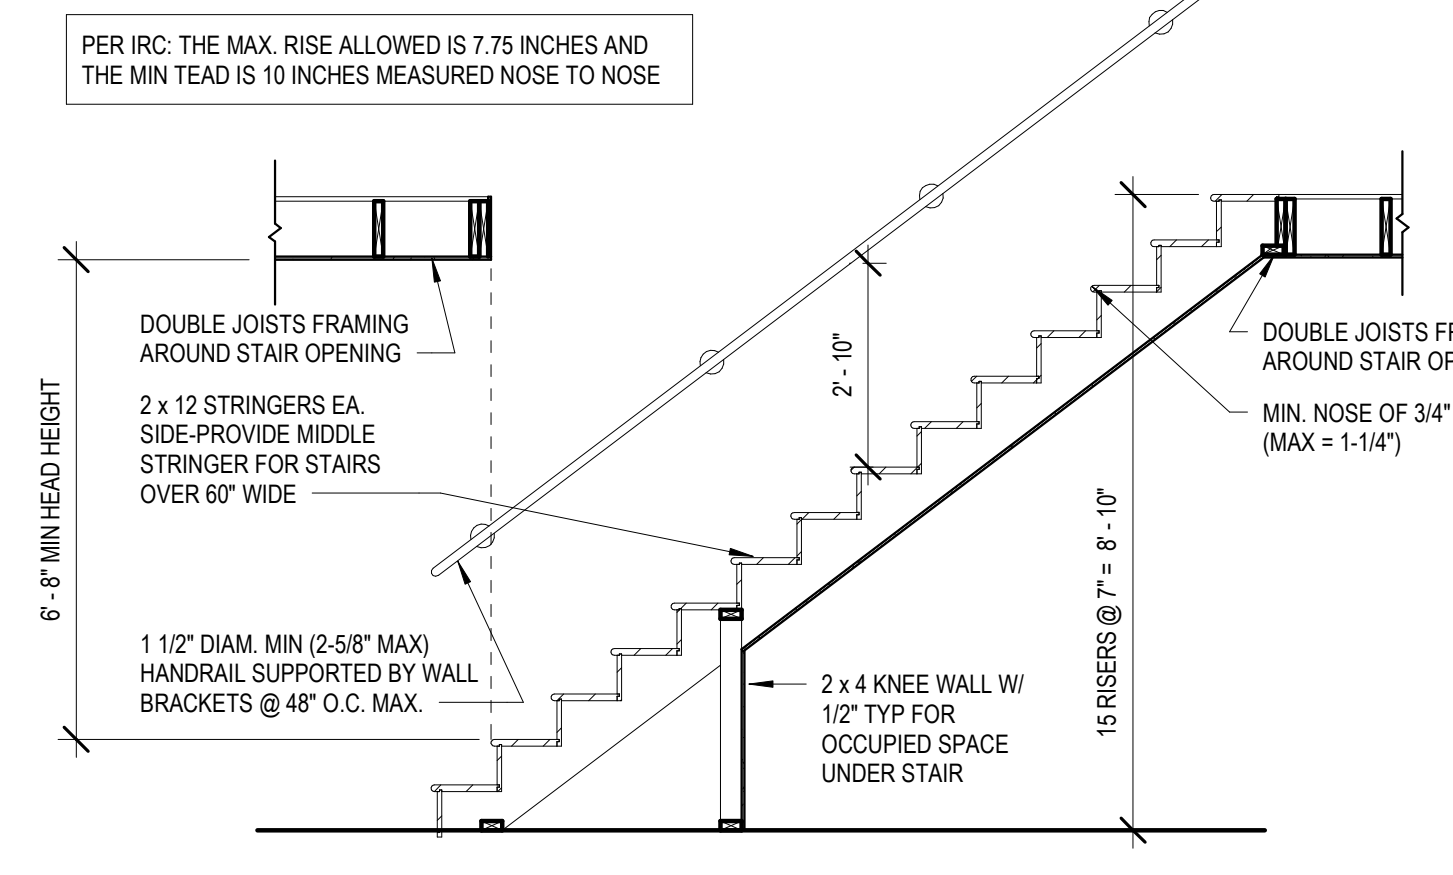 PER IRC: THE MAX. RISE ALLOWED IS 7.75 INCHES AND
THE MIN TEAD IS 10 INCHES MEASURED NOSE TO NOSE
DOUBLE JOISTS FRAMING
AROUND STAIR OPENING
2 x 12 STRINGERS EA.
SIDE-PROVIDE MIDDLE
STRINGER FOR STAIRS
OVER 60" WIDE
6' - 8" MIN HEAD HEIGHT
1 1/2" DIAM. MIN (2-5/8" MAX)
HANDRAIL SUPPORTED BY WALL
BRACKETS @ 48" O.C. MAX.
2' - 10"
2 x 4 KNEE WALL W/
1/2" TYP FOR
OCCUPIED SPACE
UNDER STAIR
15 RISERS @ 7" = 8' - 10"
DOUBLE JOISTS
AROUND STAIR
MIN. NOSE OF 3/4"
(MAX = 1-1/4")